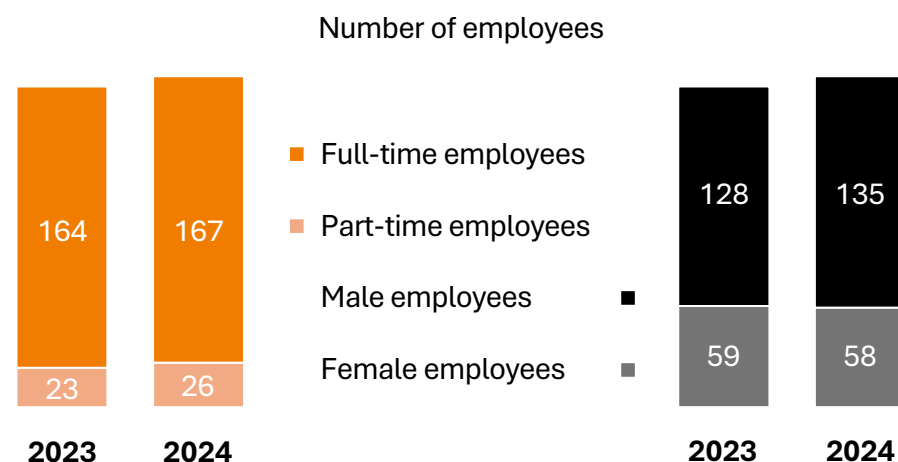 Number of employees
164
167
23
26
2023
2024
Full-time employees
Part-time employees
Male employees
Female employees
128
135
59
58
2023
2024